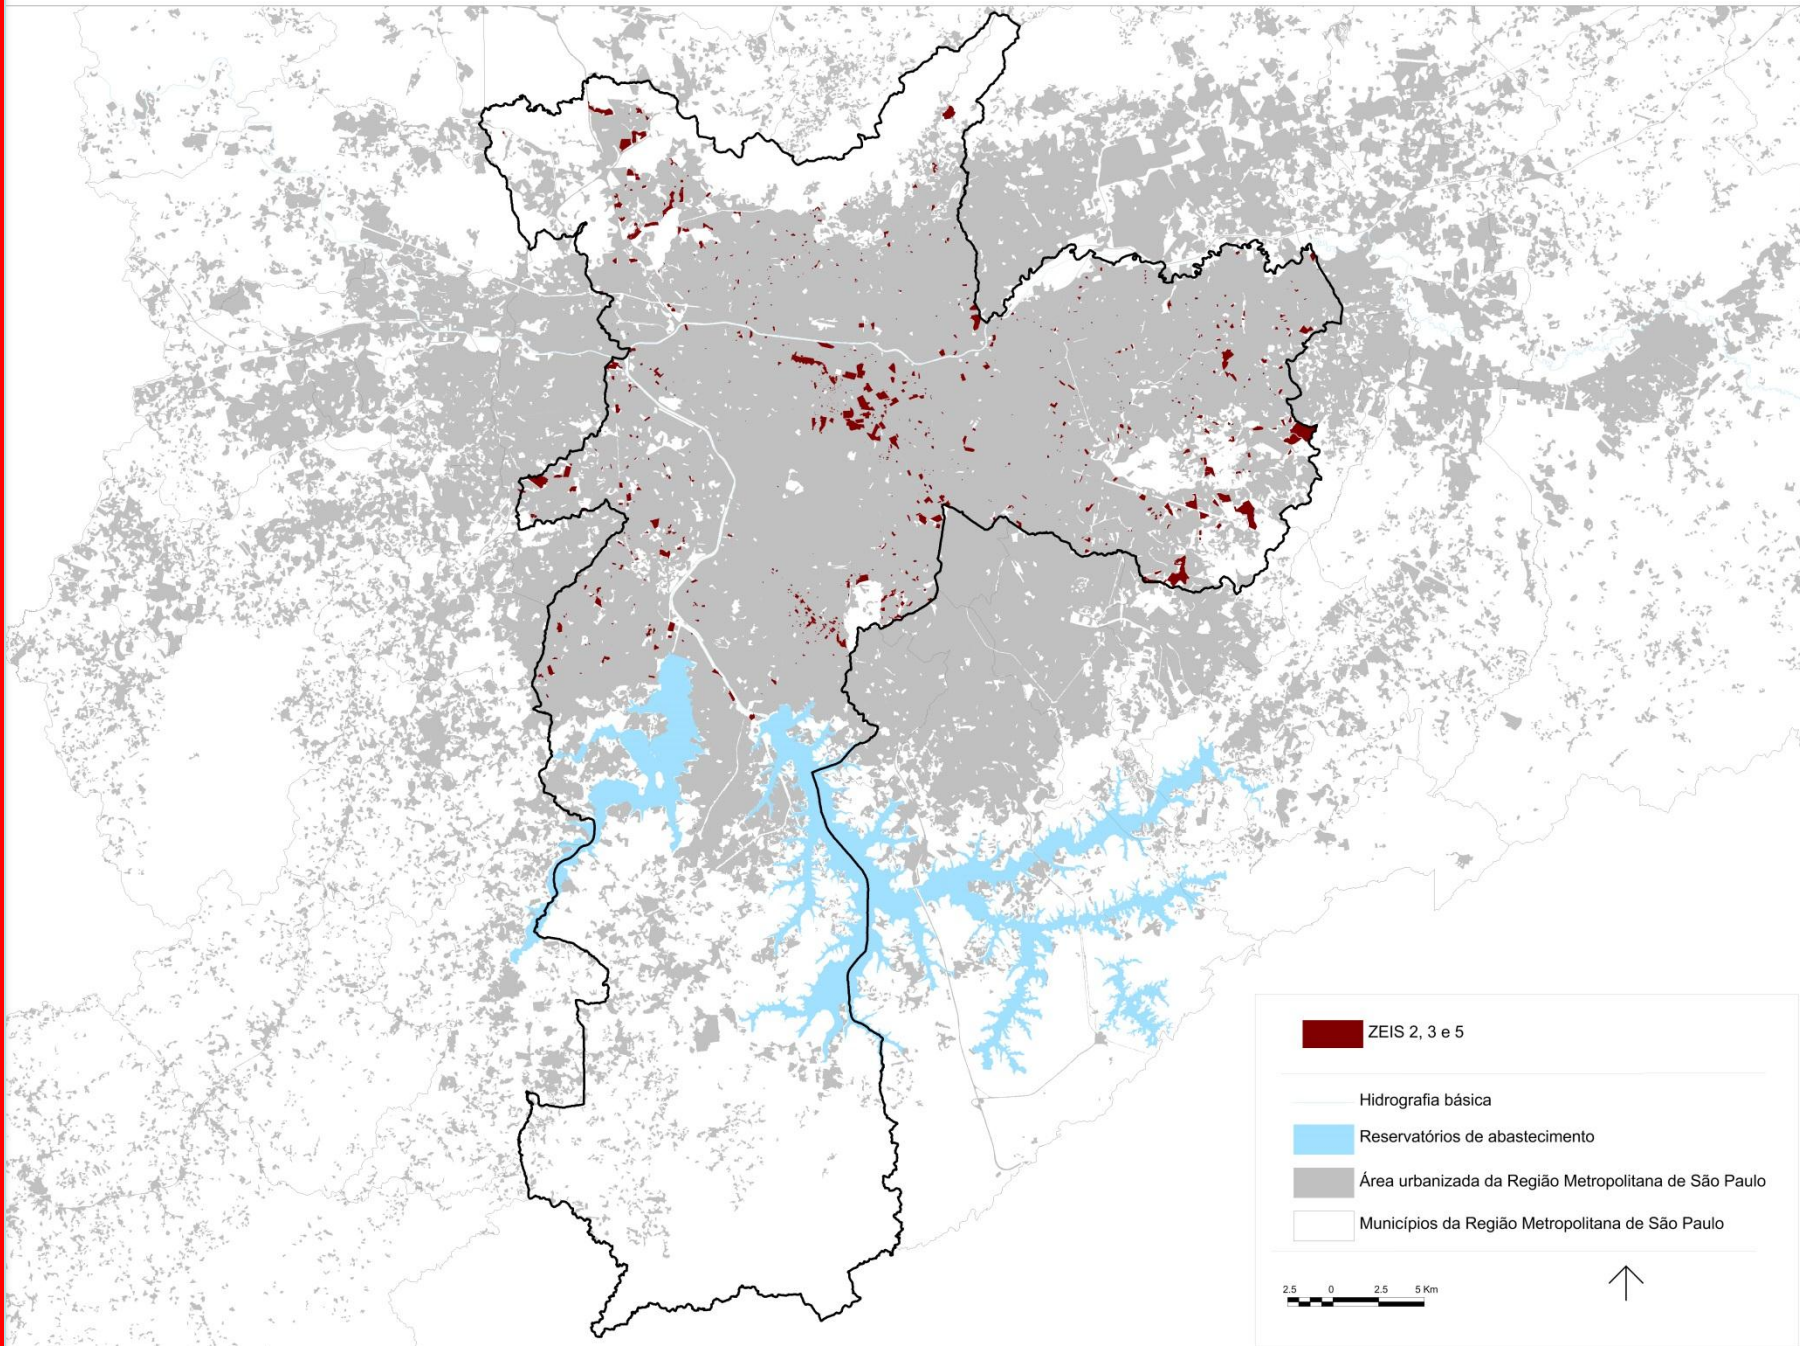 ZEIS 2, 3 e 5
Hidrografia básica
Reservatórios de abastecimento
Área urbanizada da Região Metropolitana de São Paulo
Municípios da Região Metropolitana de São Paulo
2.5 0 2.5 5 Km